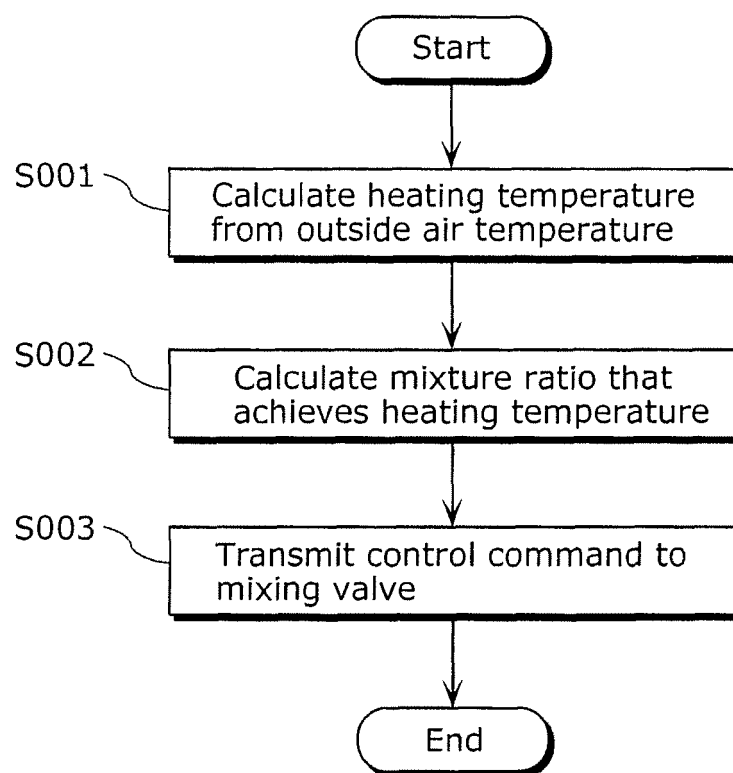 Start
S001
Calculate heating temperature
from outside air temperature
S002
Calculate mixture ratio that
achieves heating temperature
S003
Transmit control command to
mixing valve
End